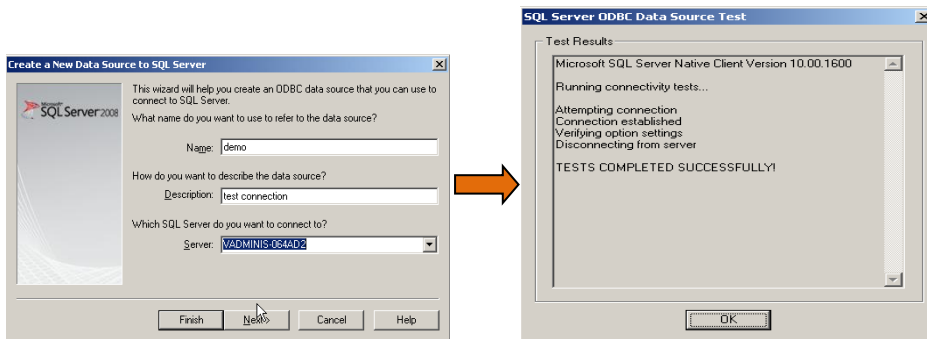 Create a New Data Source to SQL Server
Microsoft
SQL Server 2008
This wizard will help you create an ODBC data source that you can use to
connect to SQL Server.
What name do you want to use to refer to the data source?
Name: demo
How do you want to describe the data source?
Description: test connection
Which SQL Server do you want to connect to?
Server: VADMINIS-064AD2
Finish
Next>
Cancel
Help
SQL Server ODBC Data Source Test
Test Results
Microsoft SQL Server Native Client Version 10.00.1600
Running connectivity tests...
Attempting connection
Connection established
Verifying option settings
Disconnecting from server
TESTS COMPLETED SUCCESSFULLY!
OK